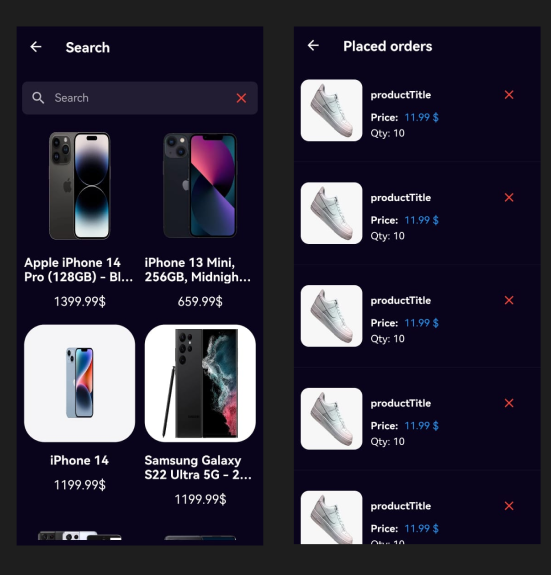 Search
Search
Apple iPhone 14
Pro (128GB) - Bl...
1399.99$
iPhone 13 Mini,
256GB, Midnigh...
659.99$
iPhone 14
1199.99$
Samsung Galaxy
S22 Ultra 5G - 2...
1199.99$
Placed orders
productTitle
Price: 11.99 $
Qty: 10
productTitle
Price: 11.99 $
Qty: 10
productTitle
Price: 11.99 $
Qty: 10
productTitle
Price: 11.99 $
Qty: 10
productTitle
Price: 11.99 $
Qty: 10